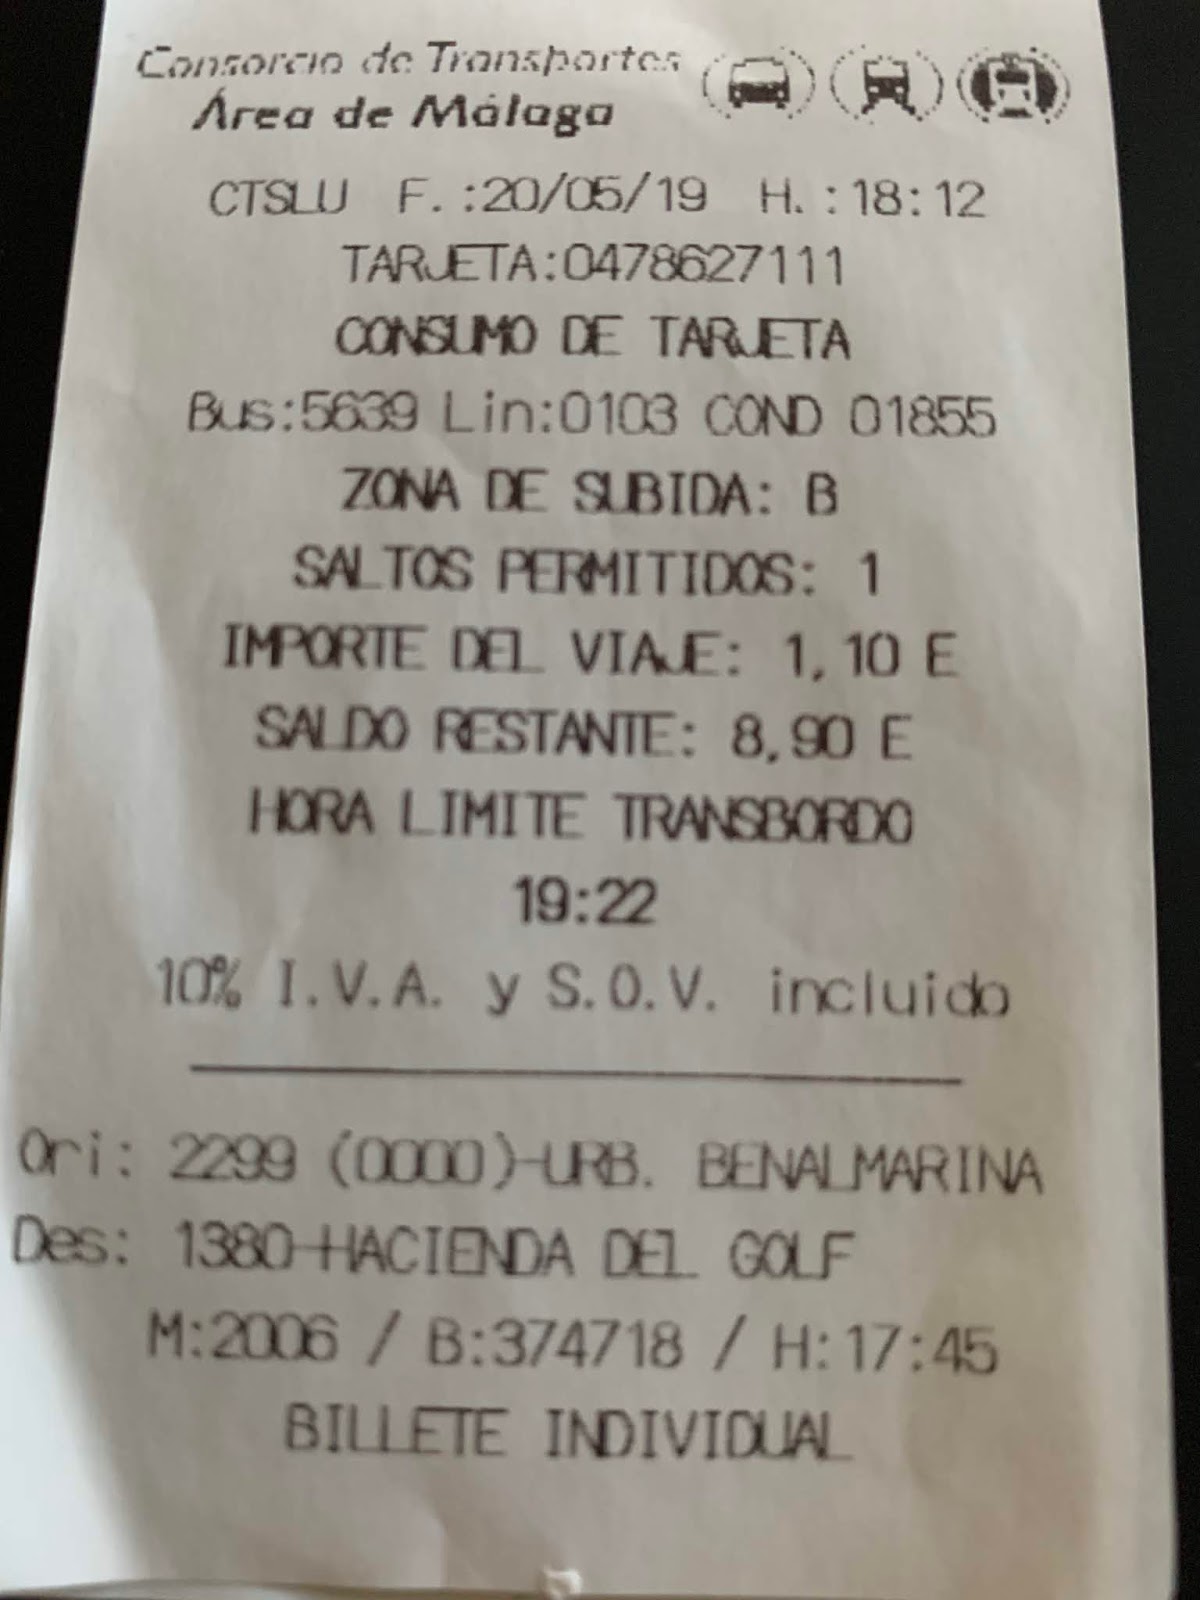 Consorcio de Transportes
Área de Málaga
CTSLU F.:20/05/19 H.:18:12
TARJETA:0478627111
CONSUMO DE TARJETA
Bus:5639 Lin:0103 COND 01855
ZONA DE SUBIDA: B
SALTOS PERMITIDOS: 1
IMPORTE DEL VIAJE: 1,10 E
SALDO RESTANTE: 8,90 E
HORA LIMITE TRANSBORDO
19:22
10% I.V.A. y S.O.V. incluido
Ori: 2299 (0000)-URB. BENALMARINA
Des: 1380-HACIENDA DEL GOLF
M:2006 / B:374718 / H:17:45
BILLETE INDIVIDUAL